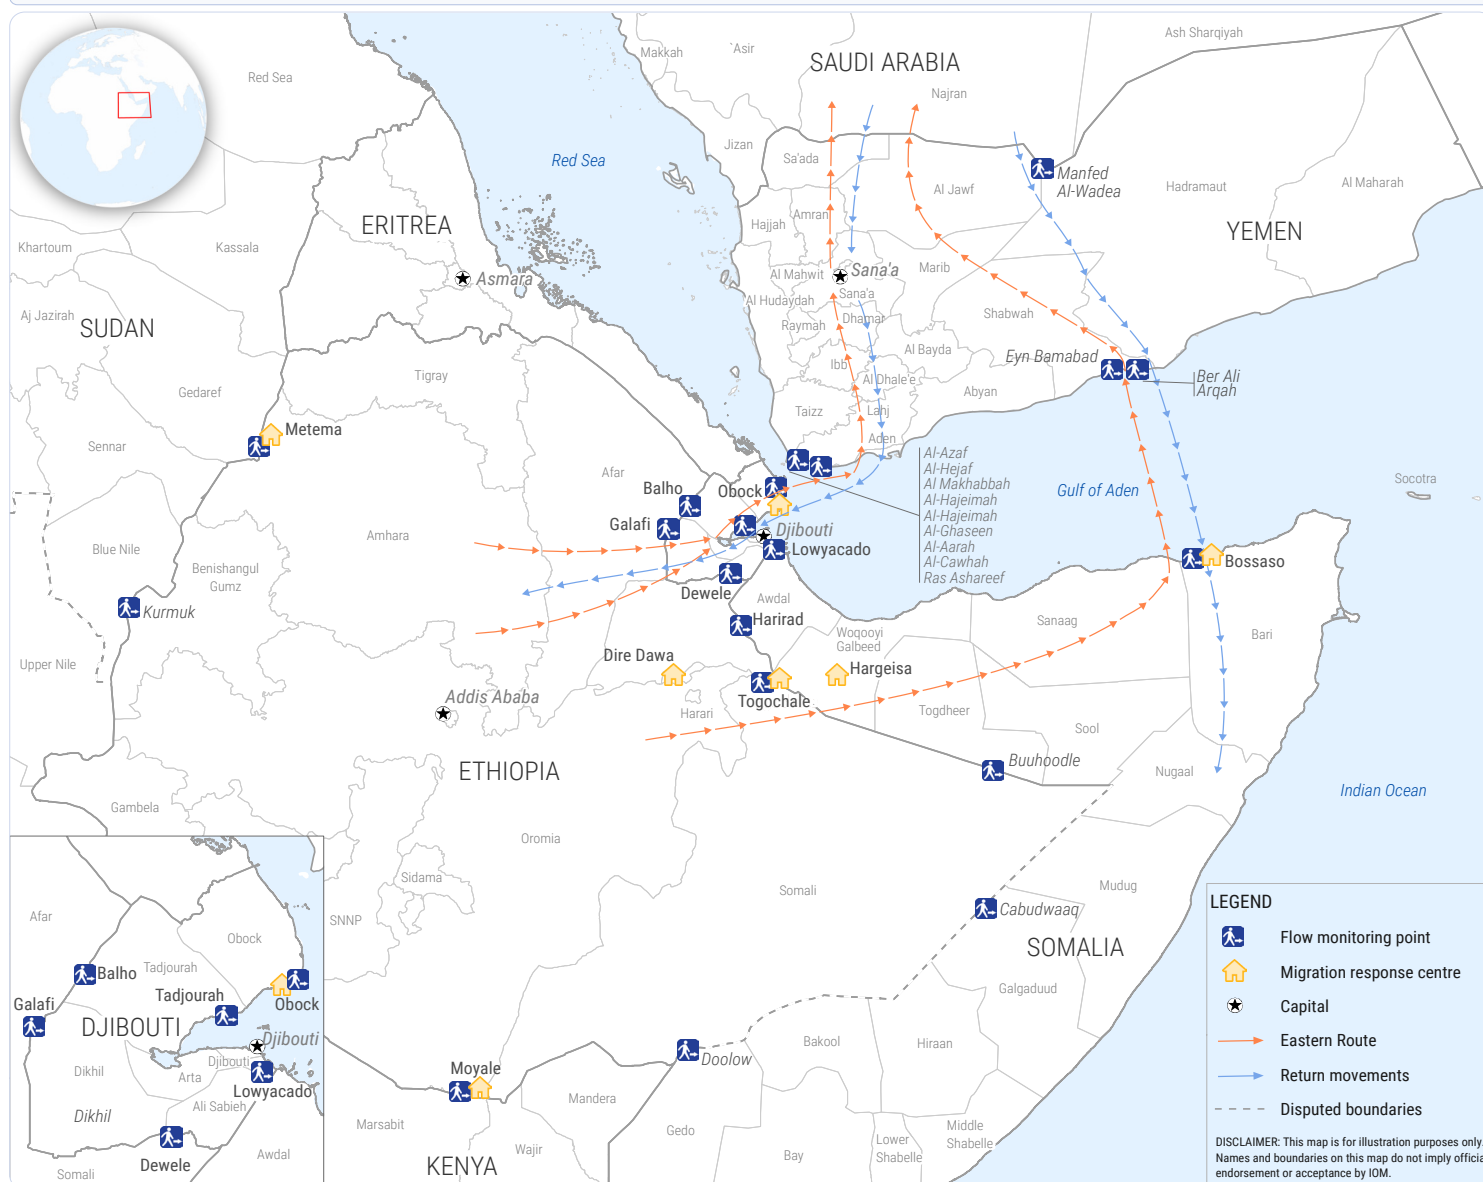 Ash Sharqiyah
'Asir
Makkah
SAUDI ARABIA
Red Sea
Najran
Jizan
Sa'ada
Red Sea
Manfed
Al-Wadea
Al Jawf
Hadramaut
Al Maharah
Amran
Hajjah
ERITREA
YEMEN
Khartoum
Kassala
Al Mahwit
Sana'a
Marib
Asmara
Sana'a
Al Hudaydah
Aj Jazirah
SUDAN
Raymah
Dhamar
Shabwah
Al Bayda
Eyn Bamabad
Ibb
Ber Ali
Arqah
Tigray
Al Dhale'e
Gedaref
Abyan
Taizz
Lahj
Metema
Sennar
Aden
Afar
Al-Azaf
Al-Hejaf
Al Makhabbah
Al-Hajeimah
Al-Hajeimah
Al-Ghaseen
Al-Aarah
Al-Cawhah
Ras Ashareef
Balho
Obock
Gulf of Aden
Socotra
Galafi
Djibouti
Amhara
Lowyacado
Blue Nile
Bossaso
Benishangul
Gumz
Dewele
Awdal
Kurmuk
Harirad
Sanaag
Woqooyi
Galbeed
Bari
Upper Nile
Dire Dawa
Hargeisa
Addis Ababa
Togochale
Harari
Togdheer
Sool
ETHIOPIA
Buuhoodle
Nugaal
Indian Ocean
Gambela
Oromia
Sidama
Somali
Mudug
SNNP
Cabudwaaq
SOMALIA
Galgaduud
Hiraan
Bakool
Doolow
Moyale
Mandera
Marsabit
Gedo
Middle
Shabelle
Lower
Shabelle
Wajir
Bay
KENYA
Afar
Obock
Balho
Tadjourah
Tadjourah
Galafi
Obock
DJIBOUTI
Djibouti
Djibouti
Dikhil
Arta
Lowyacado
Ali Sabieh
Dikhil
Awdal
Dewele
Somali
LEGEND
Flow monitoring point
Migration response centre
Capital
Eastern Route
Return movements
Disputed boundaries
DISCLAIMER: This map is for illustration purposes only.
Names and boundaries on this map do not imply officia
endorsement or acceptance by IOM.